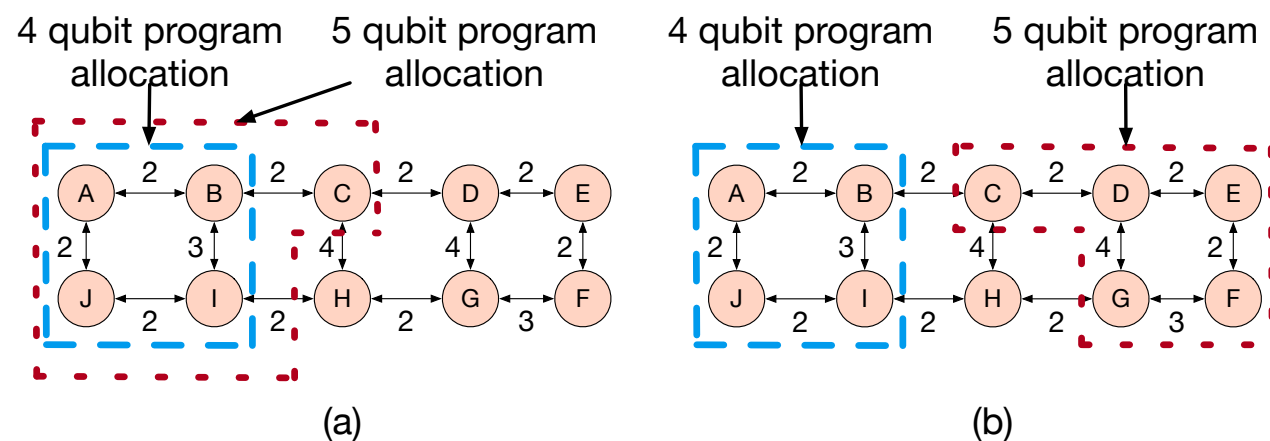 4 qubit program
allocation
5 qubit program
allocation
A 2 B 2 C 2 D 2 E
2 3 4 4 2
J I H G F
2 2 2 3
(a)
4 qubit program
allocation
5 qubit program
allocation
A 2 B 2 C 2 D 2 E
2 3 4 4 2
J I H G F
2 2 2 3
(b)